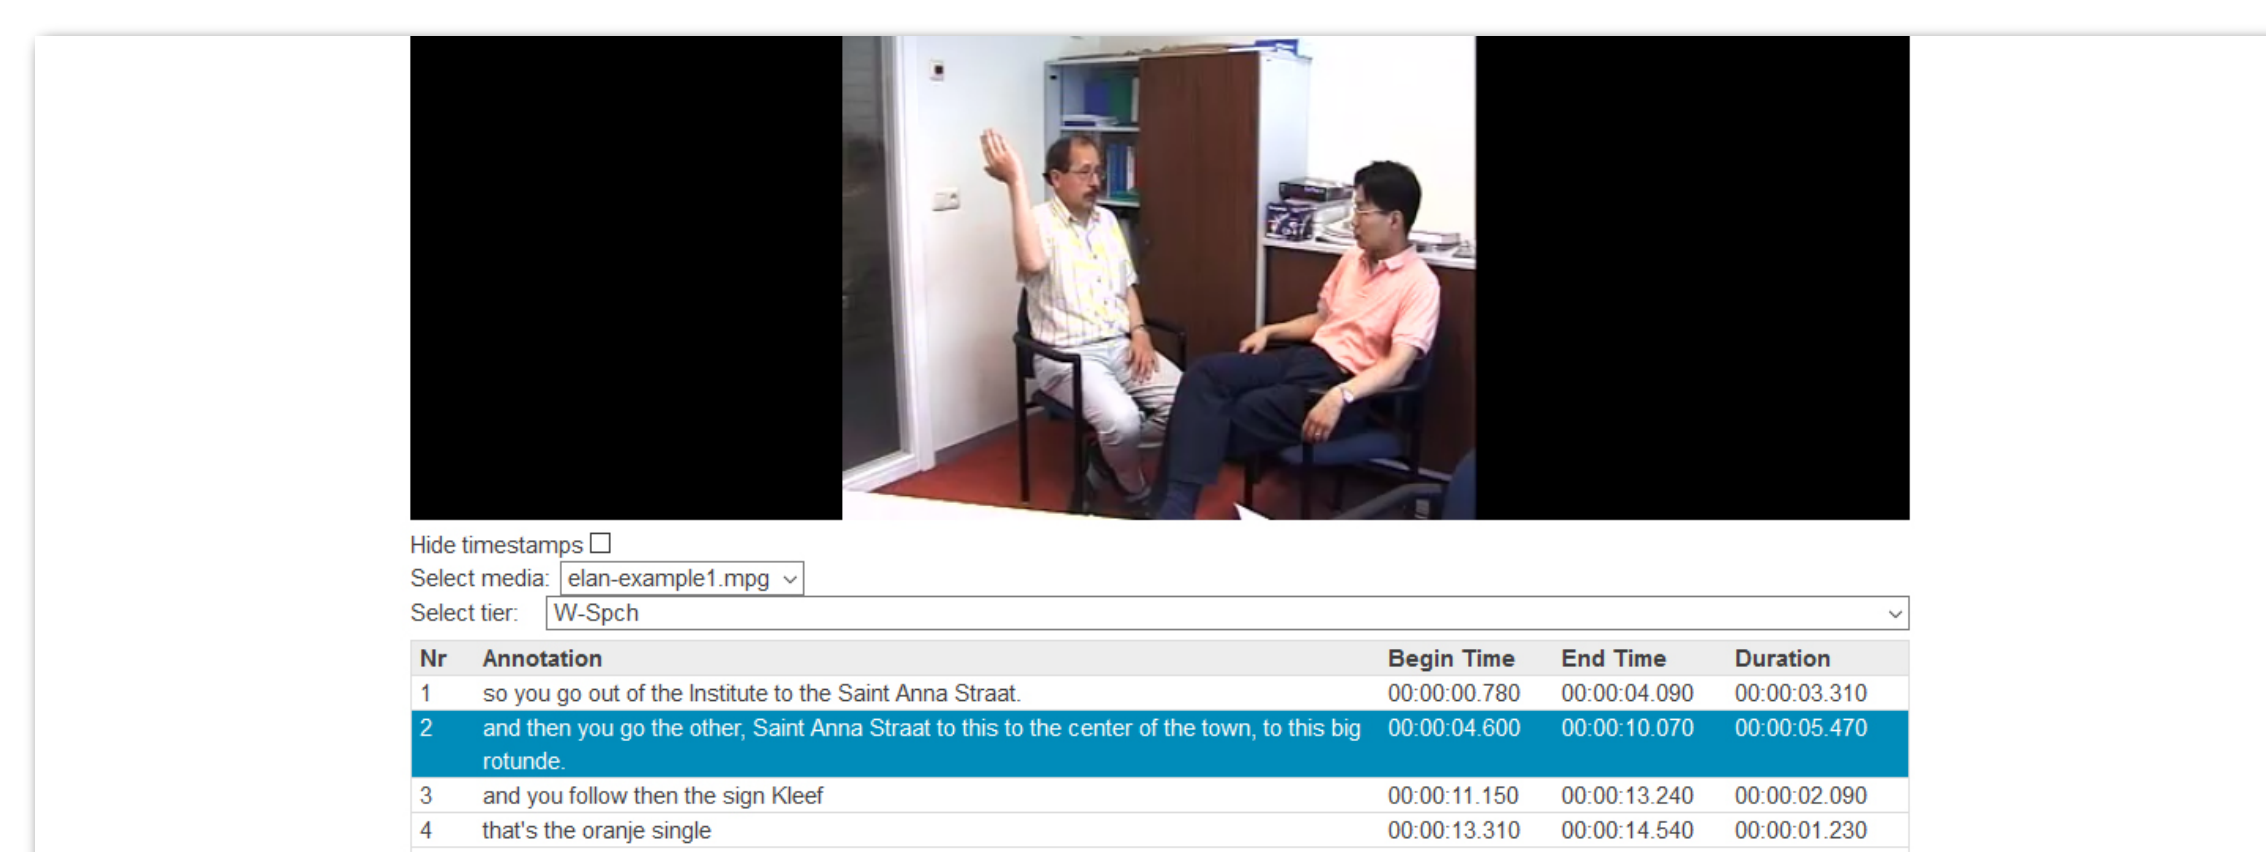 Hide timestamps
Select media: elan-example1.mpg
Select tier: W-Spch
Nr Annotation Begin Time End Time Duration
1 so you go out of the Institute to the Saint Anna Straat. 00:00:00.780 00:00:04.090 00:00:03.310
2 and then you go the other, Saint Anna Straat to this to the center of the town, to this big 00:00:04.600 00:00:10.070 00:00:05.470
rotunde.
3 and you follow then the sign Kleef 00:00:11.150 00:00:13.240 00:00:02.090
4 that's the oranje single 00:00:13.310 00:00:14.540 00:00:01.230